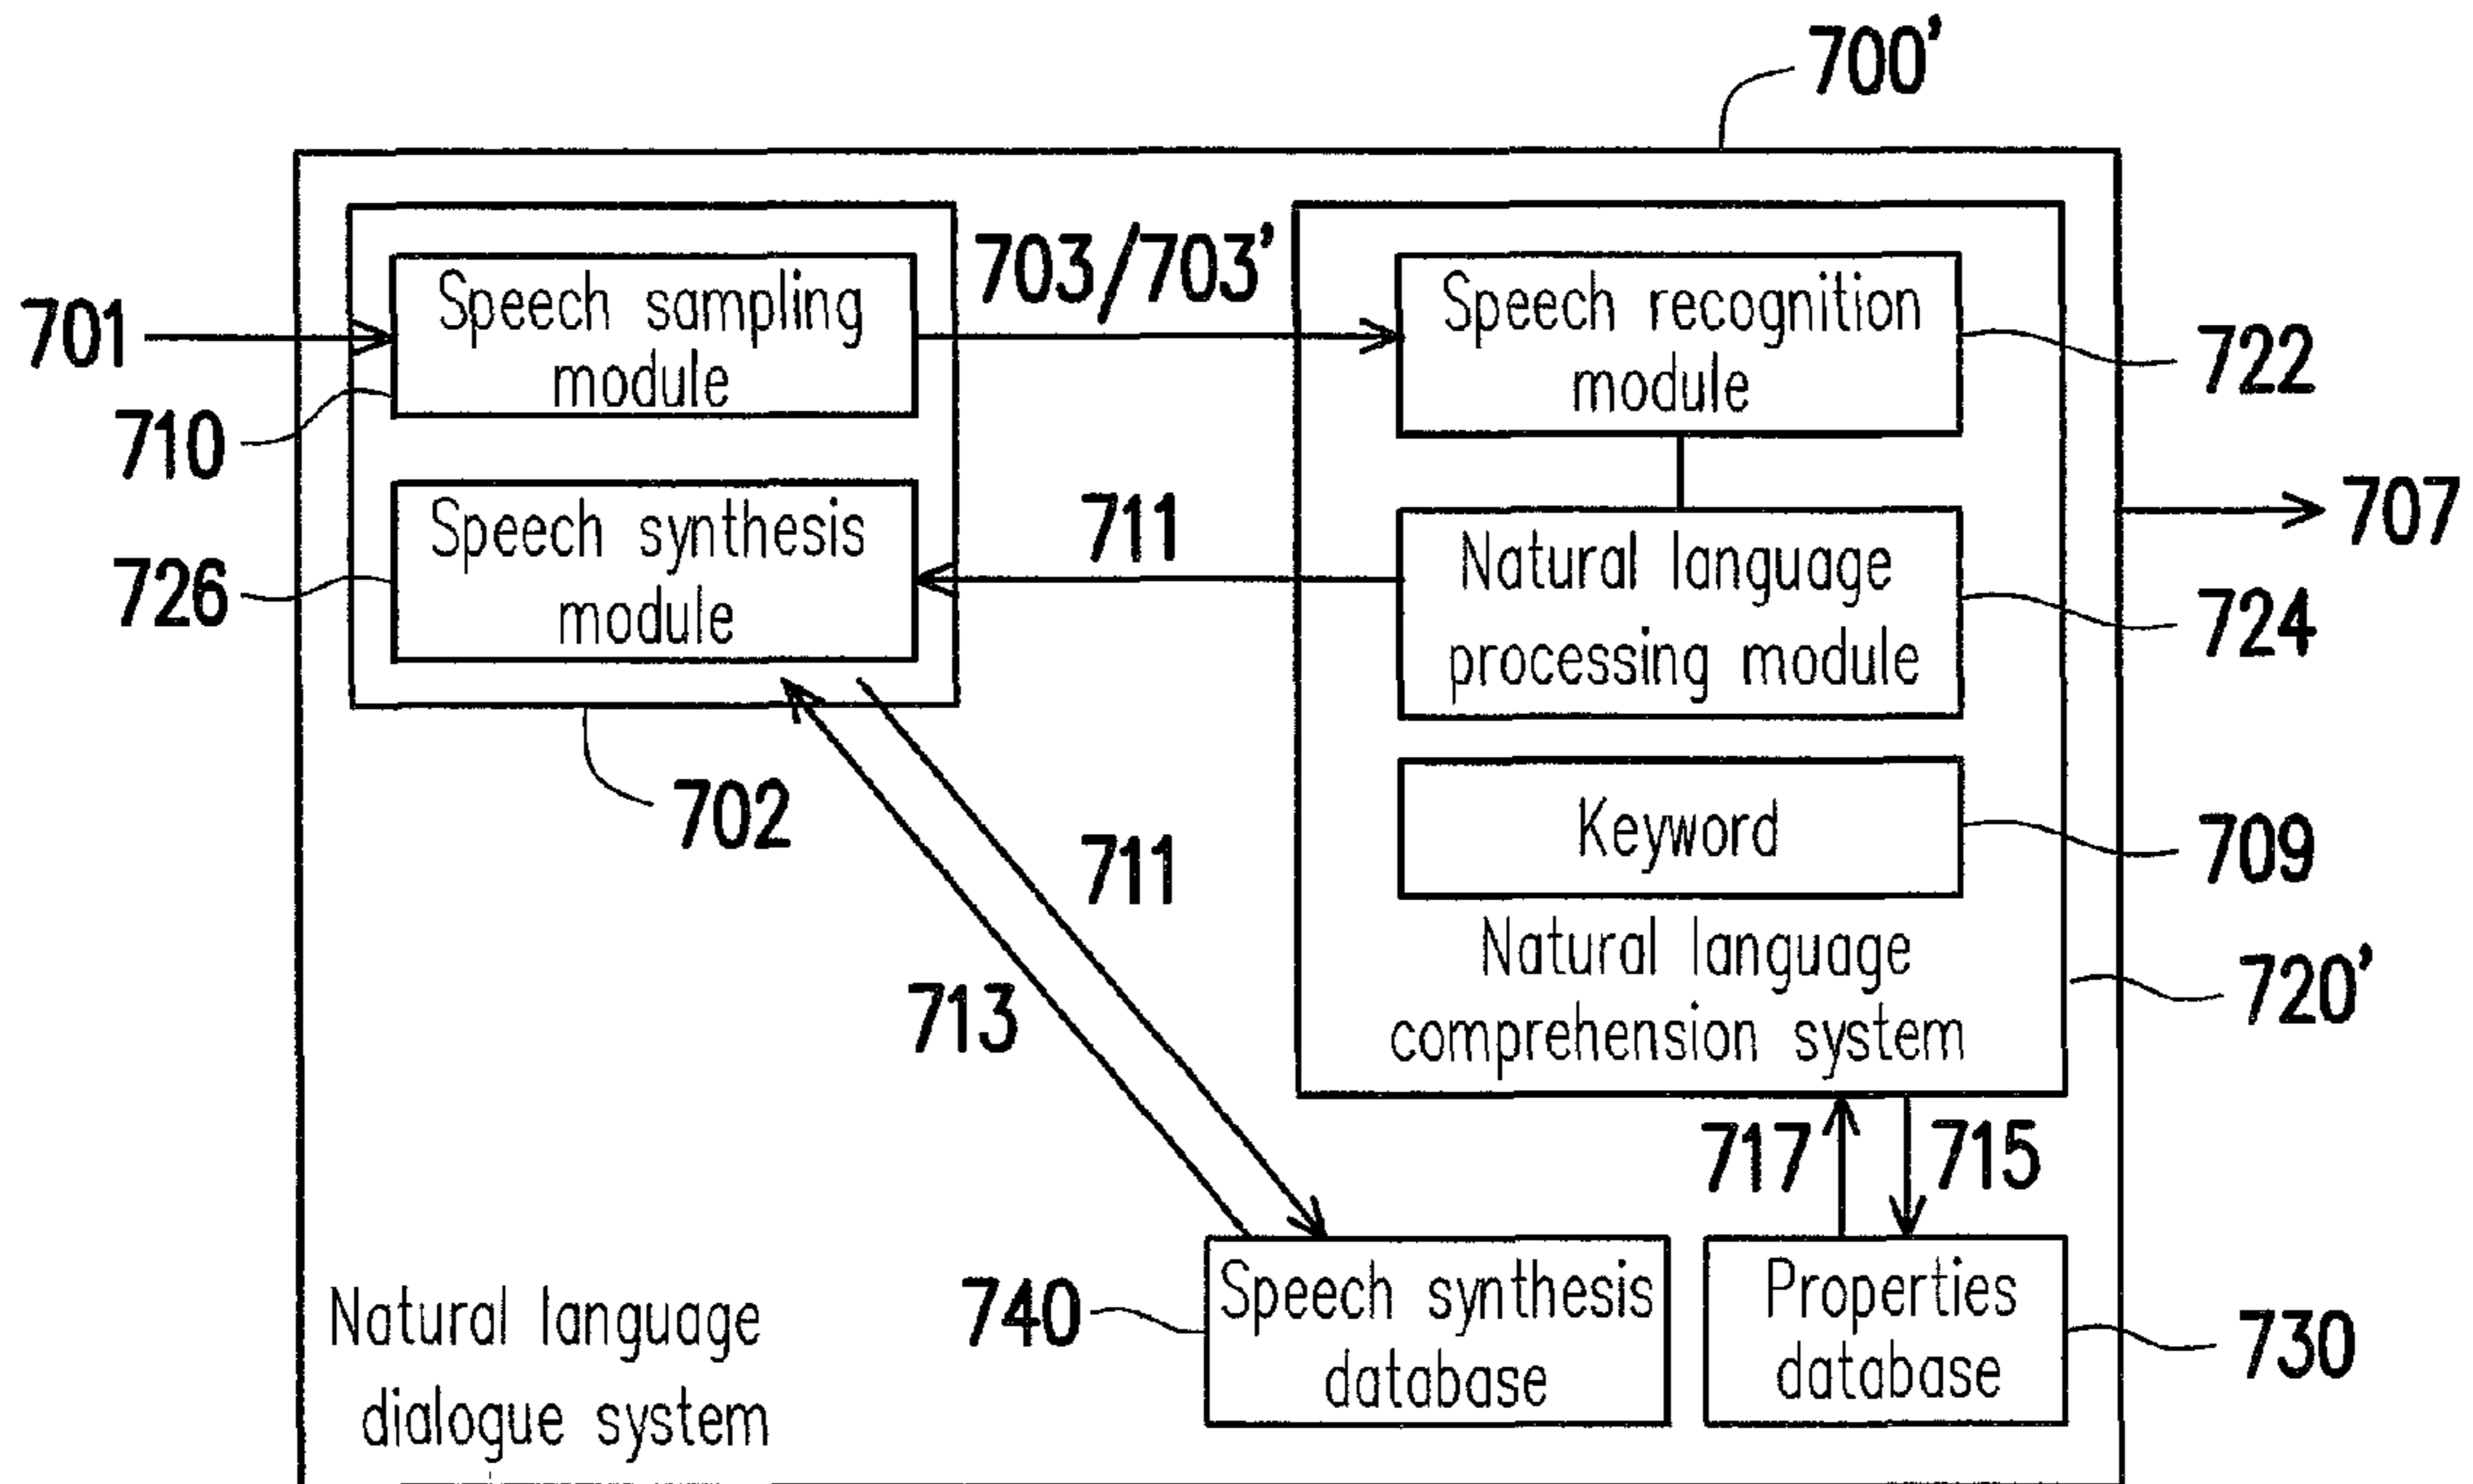 700'
701
Speech sampling
module
703/703'
Speech recognition
module
722
710
Speech synthesis
module
726
711
Natural language
processing module
707
724
702
Keyword
709
711
713
Natural language
comprehension system
720'
717
715
740
Speech synthesis
database
Properties
database
730
Natural language
dialogue system